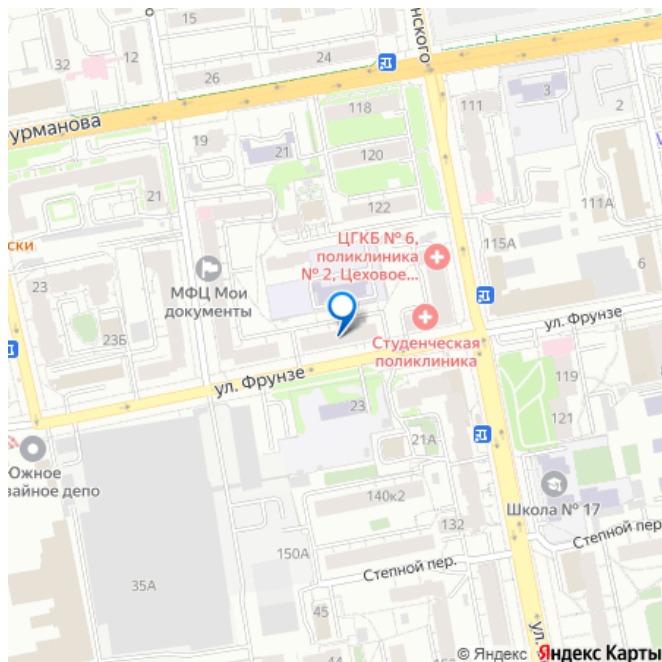 нского
32
12
24
26
118
111
3
2
урманова
19
21
120
21
122
111А
ски
ЦГКБ № 6,
поликлиника
№ 2, Цеховое...
115А
6
23
МФЦ Мои
документы
23Б
Студенческая
поликлиника
ул. Фрунзе
ул. Фрунзе
119
23
121
21А
Южное
вайное депо
140к2
Школа № 17
132
Степной пер.
150А
Степной пер.
35А
45
ул.
© Яндекс Яндекс Карты